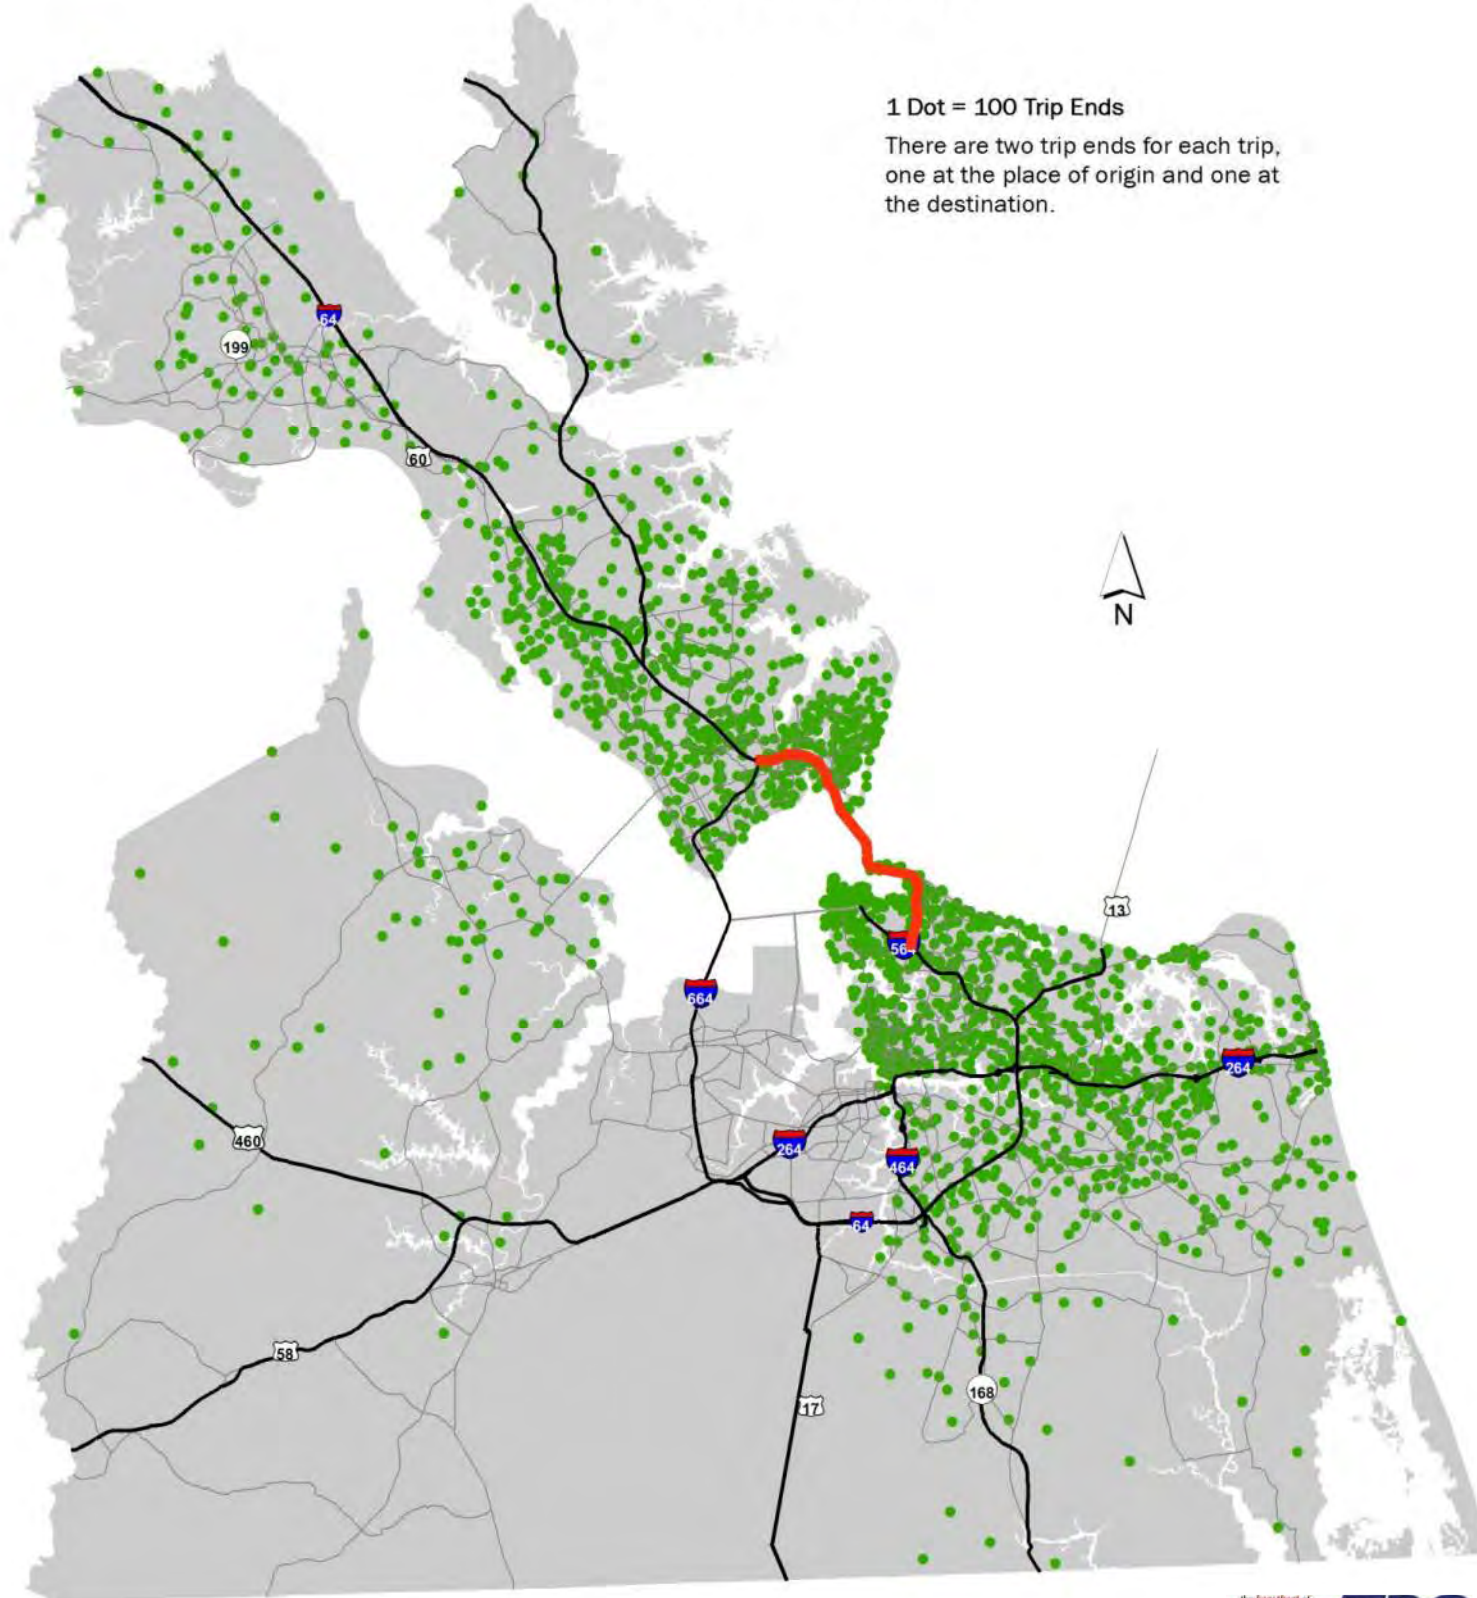 1 Dot = 100 Trip Ends
There are two trip ends for each trip,
one at the place of origin and one at
the destination.
64
199
60
N
13
564
664
264
460
264
464
64
58
17
168